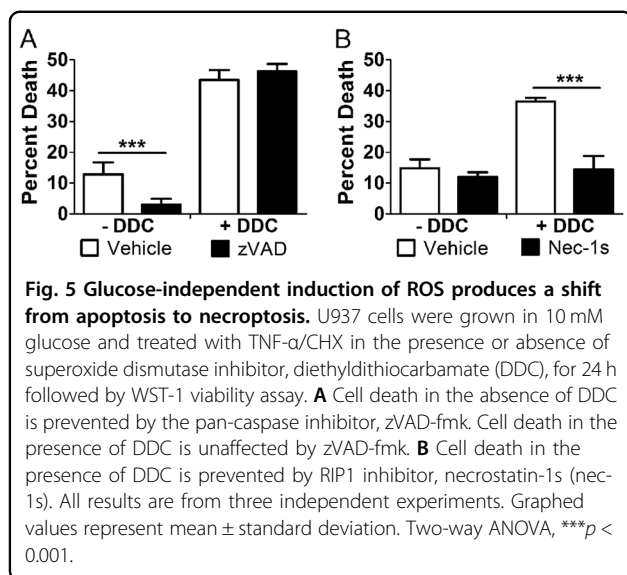 A
B
Percent Death
50
40
30
20
10
0
***
- DDC
+ DDC
Vehicle
zVAD
Percent Death
50
40
30
20
10
0
***
- DDC
+ DDC
Vehicle
Nec-1s
Fig. 5 Glucose-independent induction of ROS produces a shift
from apoptosis to necroptosis. U937 cells were grown in 10 mM
glucose and treated with TNF-α/CHX in the presence or absence of
superoxide dismutase inhibitor, diethyldithiocarbamate (DDC), for 24 h
followed by WST-1 viability assay. A Cell death in the absence of DDC
is prevented by the pan-caspase inhibitor, zVAD-fmk. Cell death in the
presence of DDC is unaffected by zVAD-fmk. B Cell death in the
presence of DDC is prevented by RIP1 inhibitor, necrostatin-1s (nec-
1s). All results are from three independent experiments. Graphed
values represent mean ± standard deviation. Two-way ANOVA, ***p <
0.001.